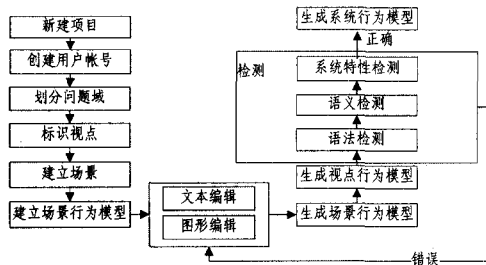 新建项目
创建用户帐号
划分问题域
标识视点
建立场景
建立场景行为模型
文本编辑
图形编辑
生成场景行为模型
生成视点行为模型
检测
语法检测
语义检测
系统特性检测
正确
生成系统行为模型
错误